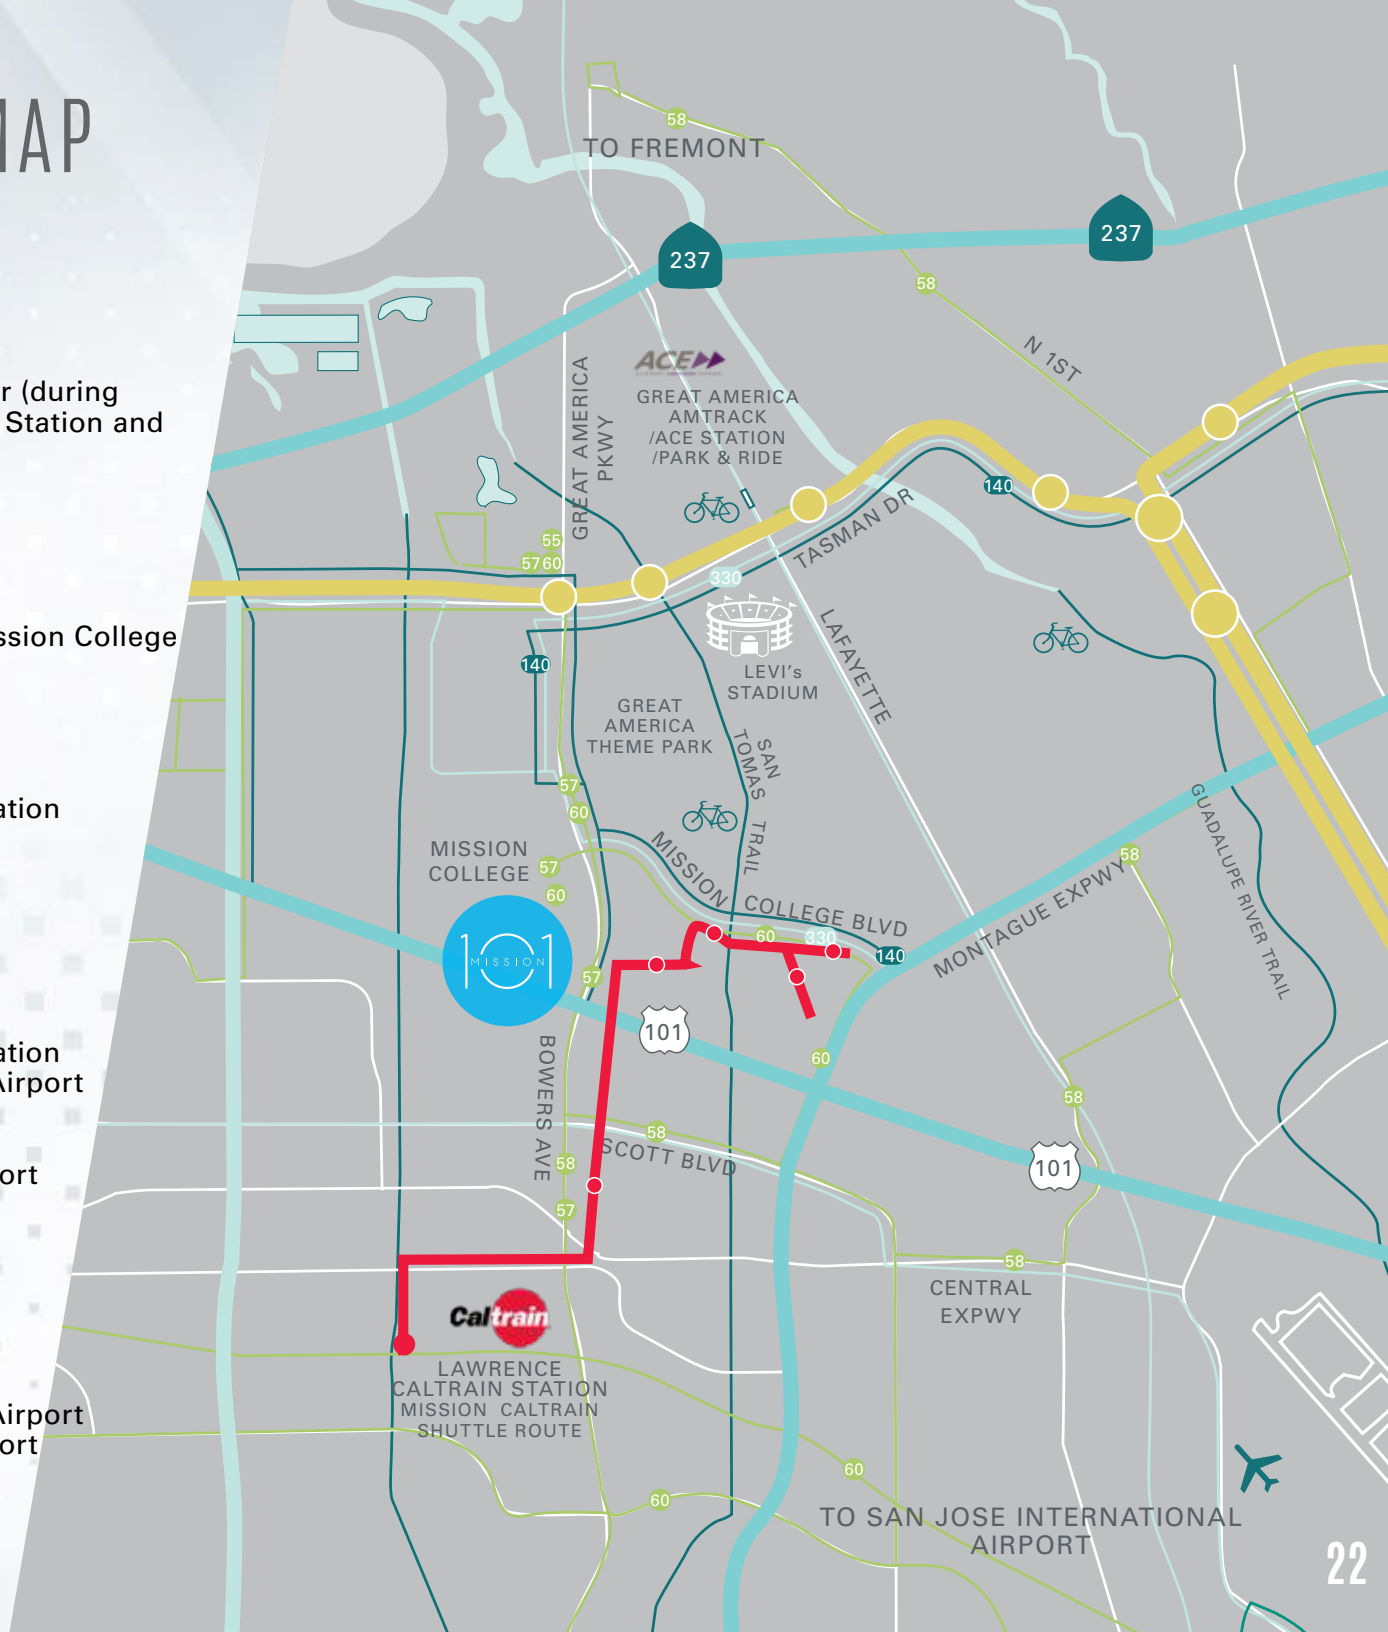 MAP
r (during
Station and
ssion College
ation
ation
Airport
ort
Airport
ort
58
TO FREMONT
237
237
58
N 1ST
ACE
GREAT AMERICA
AMTRACK
/ACE STATION
/PARK & RIDE
GREAT AMERICA
PKWY
140
TASMAN DR
55
57 60
330
LEVI's
STADIUM
LAFAYETTE
140
GREAT
AMERICA
THEME PARK
SAN
TOMAS TRAIL
57
60
GUADALUPE RIVER TRAIL
MISSION
COLLEGE
57
60
MISSION COLLEGE BLVD
58
MONTAGUE EXPWY
60
330
140
101
MISSION
57
101
60
BOWERS AVE
58
58
SCOTT BLVD
58
101
57
58
CENTRAL
EXPWY
Caltrain
LAWRENCE
CALTRAIN STATION
MISSION CALTRAIN
SHUTTLE ROUTE
60
60
TO SAN JOSE INTERNATIONAL
AIRPORT
22